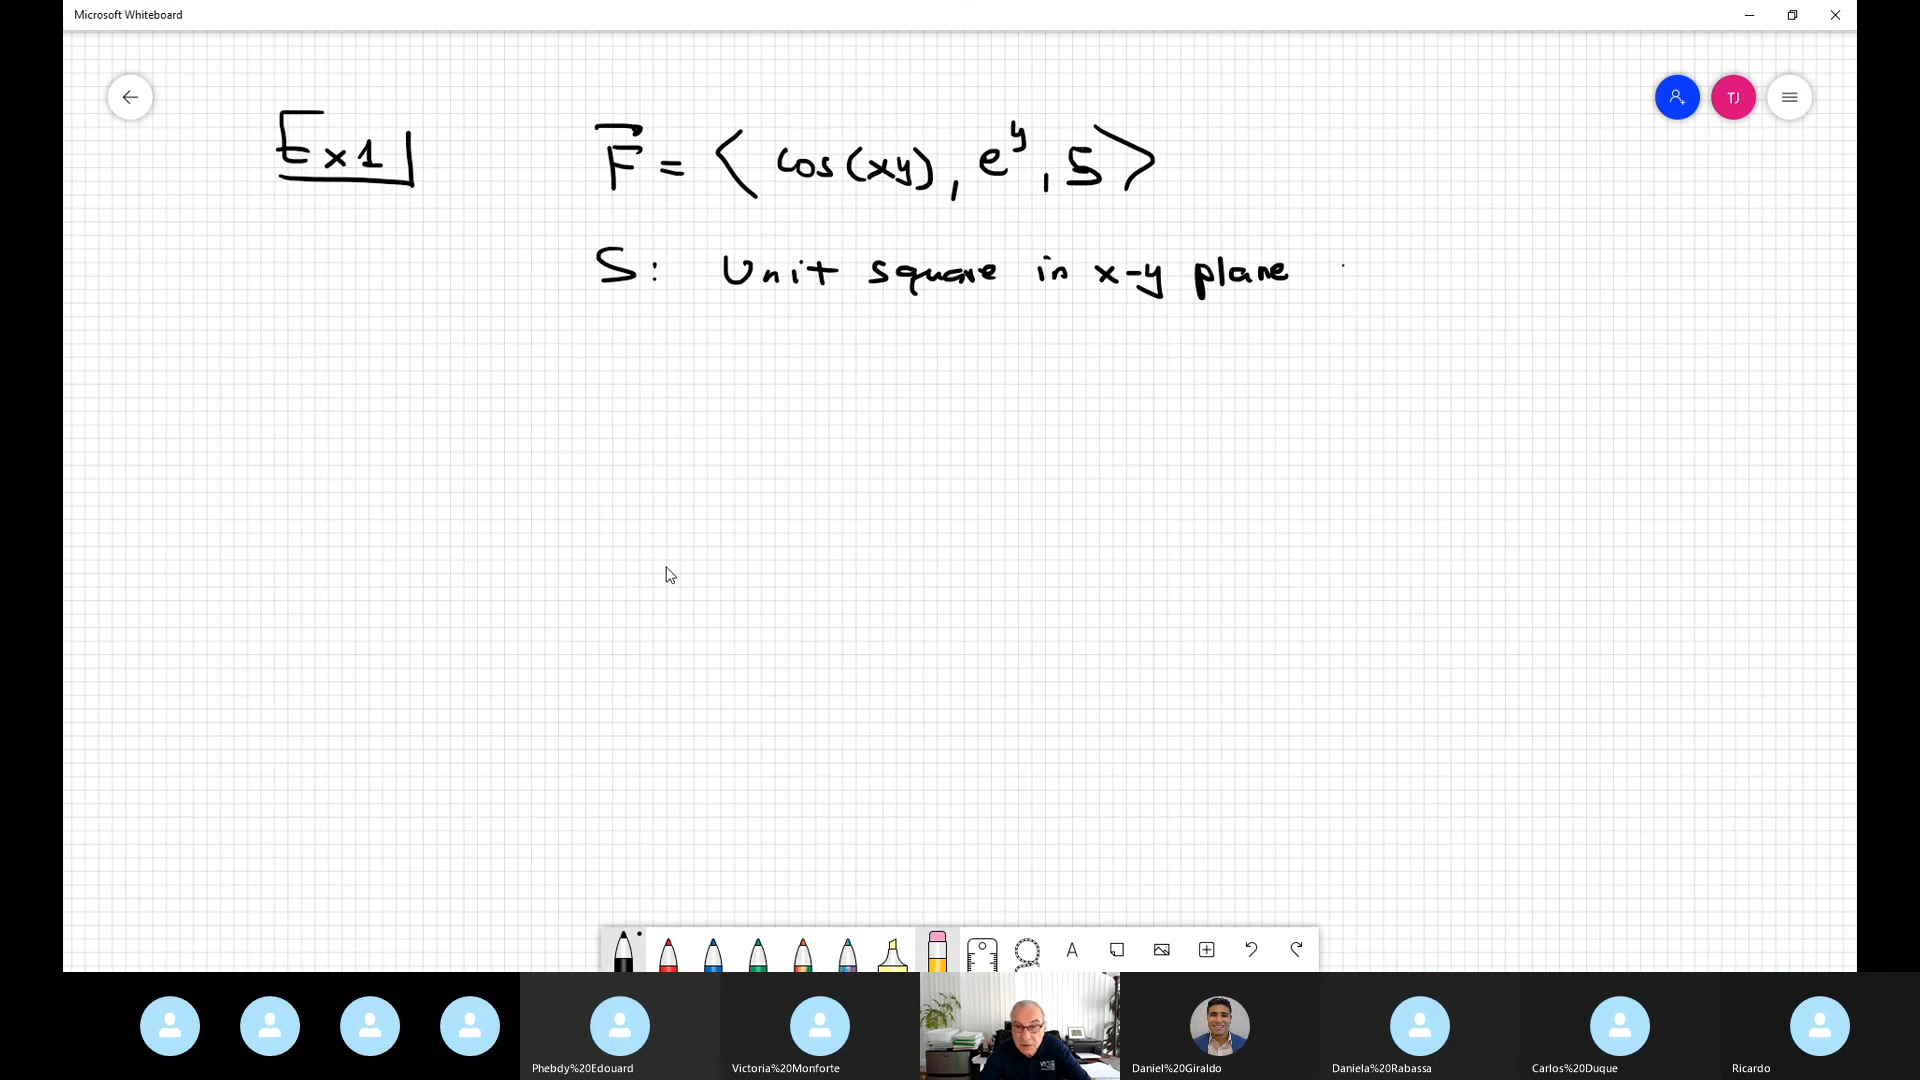 Microsoft Whiteboard
TJ
Ex1
F⃗ = ⟨ cos(xy), e^y, 5 ⟩
S: Unit square in x-y plane
A
Phebdy%20Edouard
Victoria%20Monforte
Daniel%20Giraldo
Daniela%20Rabassa
Carlos%20Duque
Ricardo